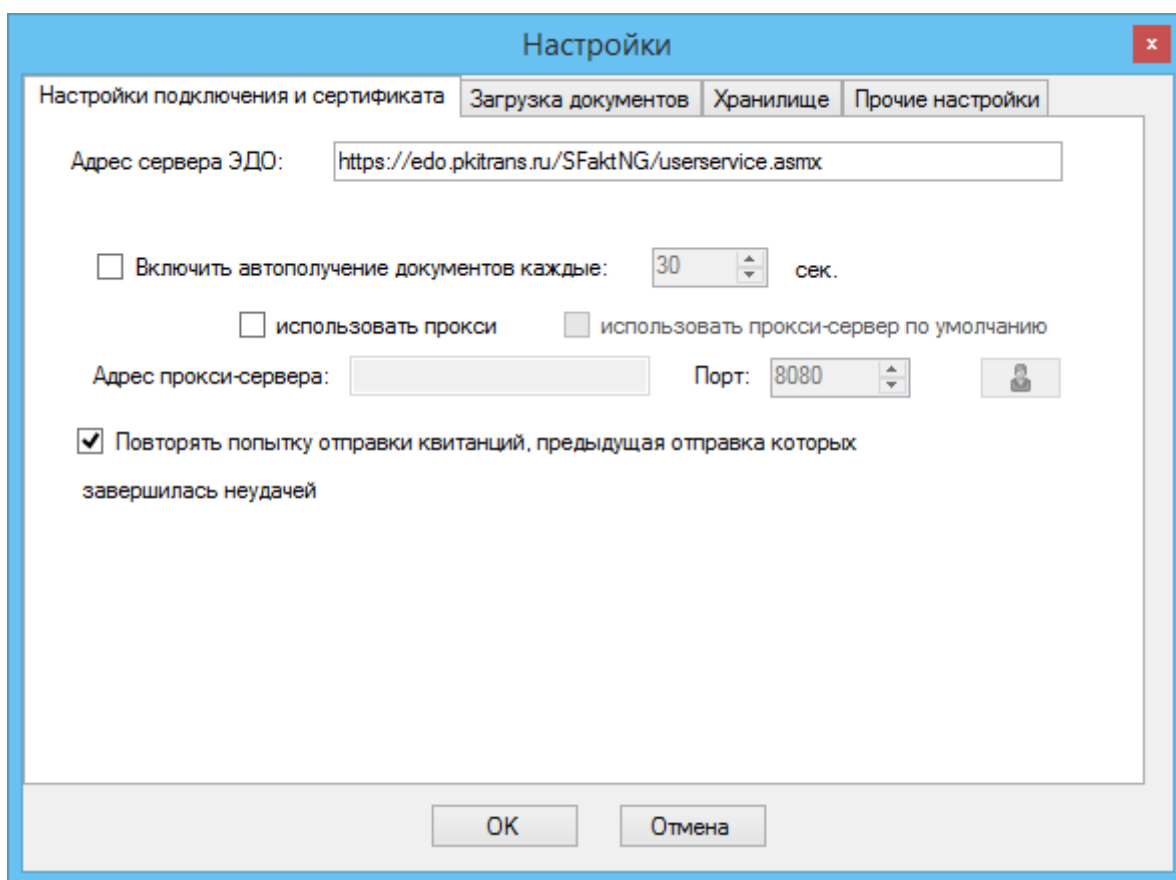 Настройки
x
Настройки подключения и сертификата Загрузка документов Хранилище Прочие настройки
Адрес сервера ЭДО: https://edo.pkitrans.ru/SFaktNG/userservice.asmx
Включить автополучение документов каждые: 30 сек.
использовать прокси использовать прокси-сервер по умолчанию
Адрес прокси-сервера: Порт: 8080
Повторять попытку отправки квитанций, предыдущая отправка которых
завершилась неудачей
OK Отмена